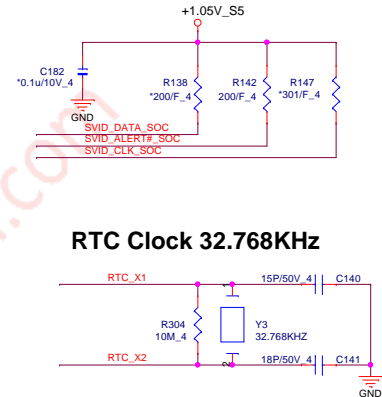 +1.05V_S5
C182
*0.1u/10V_4
GND
R138
*200/F_4
R142
200/F_4
R147
*301/F_4
SVID_DATA_SOC
SVID_ALERT#_SOC
SVID_CLK_SOC
RTC Clock 32.768KHz
RTC_X1
15P/50V_4
C140
R304
10M_4
1
Y3
32.768KHZ
2
RTC_X2
18P/50V_4
C141
GND